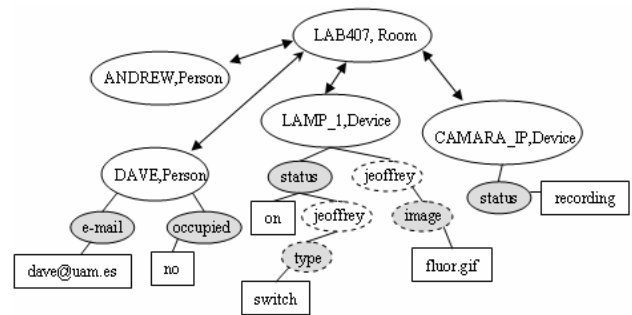 LAB407, Room
ANDREW,Person
LAMP_1,Device
CAMARA_IP,Device
DAVE,Person
status
jeoffrey
status
recording
e-mail
occupied
on
jeoffrey
image
dave@uam.es
no
type
fluor.gif
switch